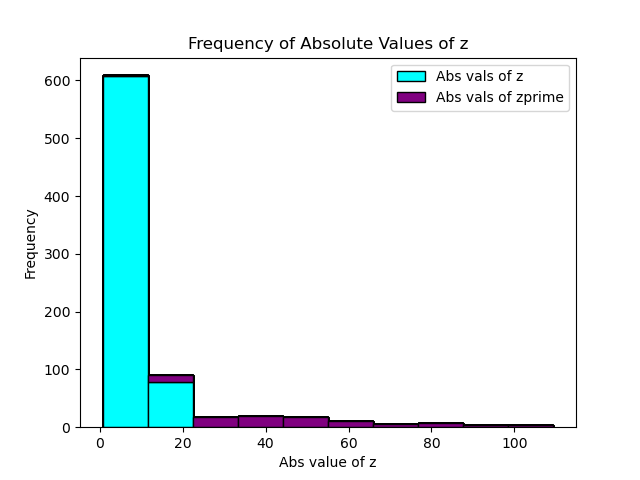 Frequency of Absolute Values of z
Abs vals of z
Abs vals of zprime
600
500
400
300
200
100
0
Frequency
0 20 40 60 80 100
Abs value of z